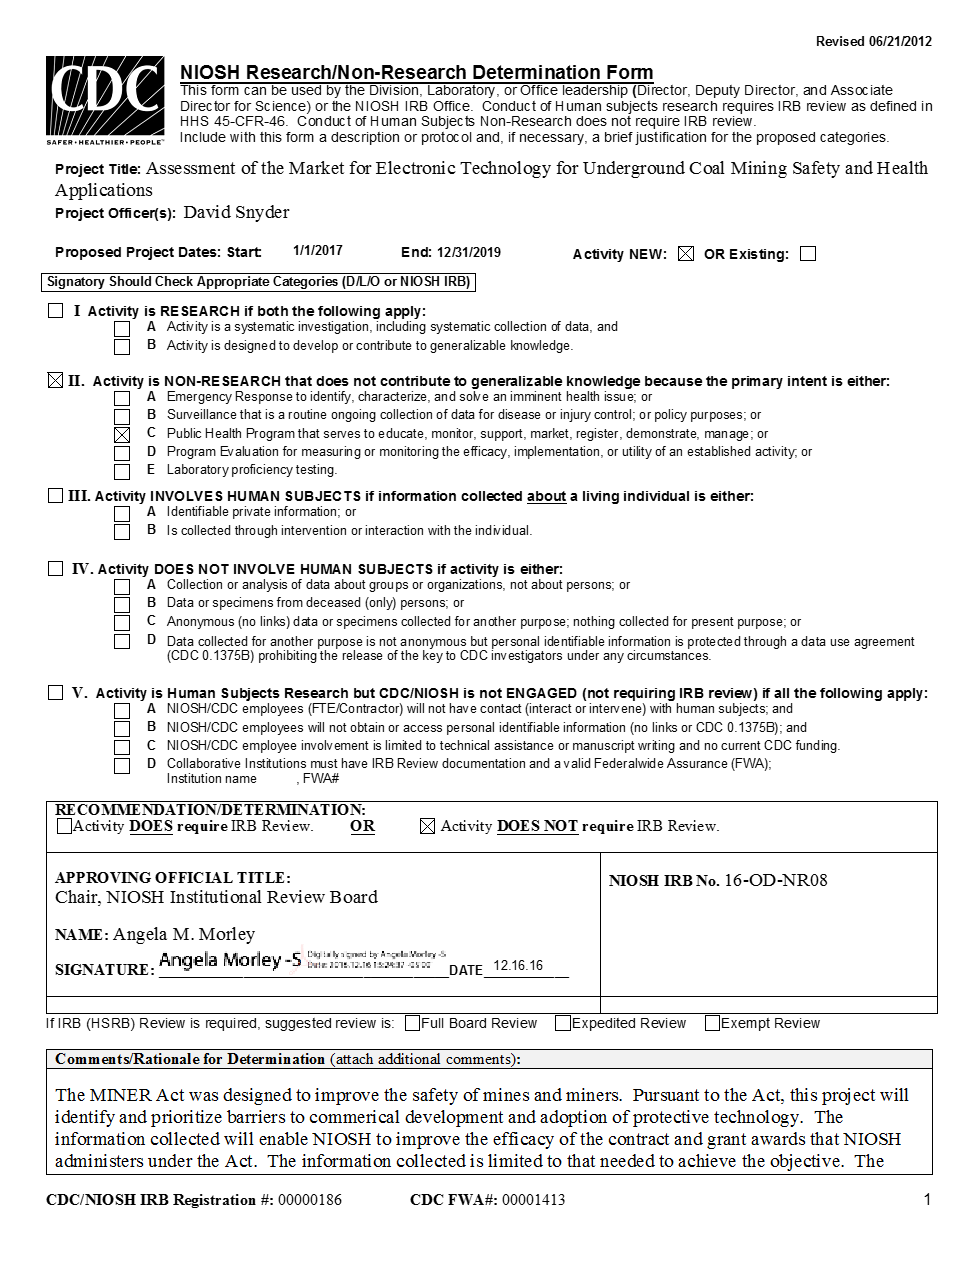 Revised 06/21/2012
CDC
SAFER • HEALTHIER • PEOPLE™
NIOSH Research/Non-Research Determination Form
This form can be used by the Division, Laboratory, or Office leadership (Director, Deputy Director, and Associate
Director for Science) or the NIOSH IRB Office. Conduct of Human subjects research requires IRB review as defined in
HHS 45-CFR-46. Conduct of Human Subjects Non-Research does not require IRB review.
Include with this form a description or protocol and, if necessary, a brief justification for the proposed categories.
Project Title: Assessment of the Market for Electronic Technology for Underground Coal Mining Safety and Health
Applications
Project Officer(s): David Snyder
Proposed Project Dates: Start: 1/1/2017 End: 12/31/2019 Activity NEW: ☒ OR Existing: ☐
Signatory Should Check Appropriate Categories (D/L/O or NIOSH IRB)
☐ I Activity is RESEARCH if both the following apply:
☐ A Activity is a systematic investigation, including systematic collection of data, and
☐ B Activity is designed to develop or contribute to generalizable knowledge.
☒ II. Activity is NON-RESEARCH that does not contribute to generalizable knowledge because the primary intent is either:
☐ A Emergency Response to identify, characterize, and solve an imminent health issue; or
☐ B Surveillance that is a routine ongoing collection of data for disease or injury control; or policy purposes; or
☒ C Public Health Program that serves to educate, monitor, support, market, register, demonstrate, manage; or
☐ D Program Evaluation for measuring or monitoring the efficacy, implementation, or utility of an established activity; or
☐ E Laboratory proficiency testing.
☐ III. Activity INVOLVES HUMAN SUBJECTS if information collected about a living individual is either:
☐ A Identifiable private information; or
☐ B Is collected through intervention or interaction with the individual.
☐ IV. Activity DOES NOT INVOLVE HUMAN SUBJECTS if activity is either:
☐ A Collection or analysis of data about groups or organizations, not about persons; or
☐ B Data or specimens from deceased (only) persons; or
☐ C Anonymous (no links) data or specimens collected for another purpose; nothing collected for present purpose; or
☐ D Data collected for another purpose is not anonymous but personal identifiable information is protected through a data use agreement
(CDC 0.1375B) prohibiting the release of the key to CDC investigators under any circumstances.
☐ V. Activity is Human Subjects Research but CDC/NIOSH is not ENGAGED (not requiring IRB review) if all the following apply:
☐ A NIOSH/CDC employees (FTE/Contractor) will not have contact (interact or intervene) with human subjects; and
☐ B NIOSH/CDC employees will not obtain or access personal identifiable information (no links or CDC 0.1375B); and
☐ C NIOSH/CDC employee involvement is limited to technical assistance or manuscript writing and no current CDC funding.
☐ D Collaborative Institutions must have IRB Review documentation and a valid Federalwide Assurance (FWA);
Institution name , FWA#
RECOMMENDATION/DETERMINATION:
☐ Activity DOES require IRB Review. OR ☒ Activity DOES NOT require IRB Review.
APPROVING OFFICIAL TITLE:
Chair, NIOSH Institutional Review Board
NIOSH IRB No. 16-OD-NR08
NAME: Angela M. Morley
SIGNATURE: Angela Morley -S Digitally signed by Angela Morley -S
Date: 2016.12.16 DATE 12.16.16
If IRB (HSRB) Review is required, suggested review is: ☐ Full Board Review ☐ Expedited Review ☐ Exempt Review
Comments/Rationale for Determination (attach additional comments):
The MINER Act was designed to improve the safety of mines and miners. Pursuant to the Act, this project will
identify and prioritize barriers to commerical development and adoption of protective technology. The
information collected will enable NIOSH to improve the efficacy of the contract and grant awards that NIOSH
administers under the Act. The information collected is limited to that needed to achieve the objective. The
CDC/NIOSH IRB Registration #: 00000186 CDC FWA#: 00001413 1